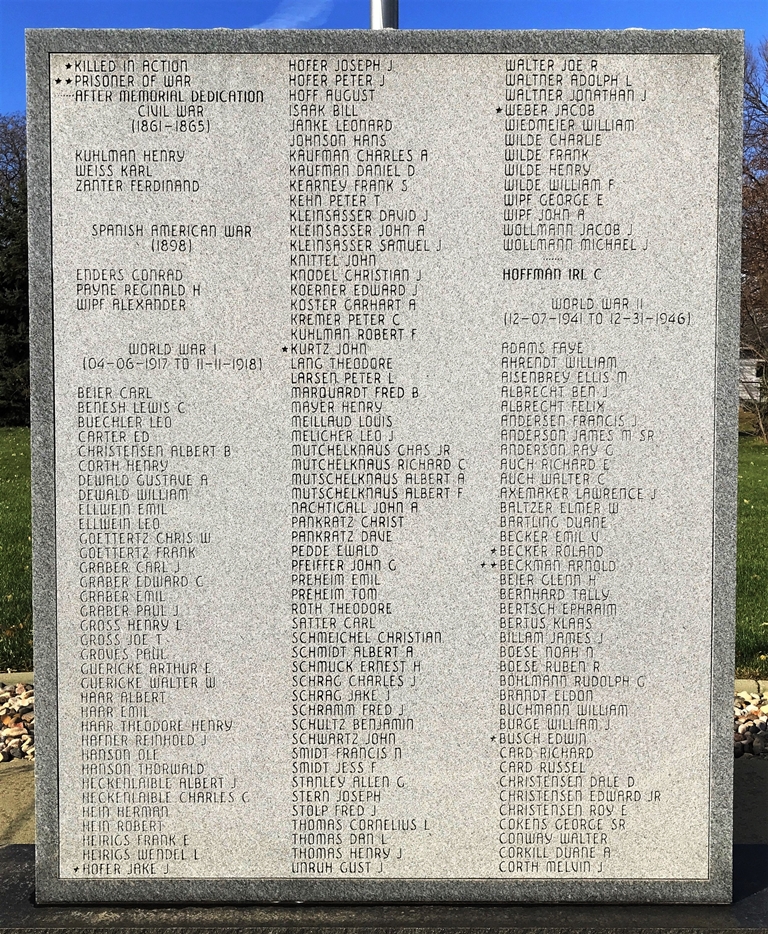 ★KILLED IN ACTION
★★PRISONER OF WAR
·····AFTER MEMORIAL DEDICATION
CIVIL WAR
(1861-1865)
KUHLMAN HENRY
WEISS KARL
ZANTER FERDINAND
SPANISH AMERICAN WAR
(1898)
ENDERS CONRAD
PAYNE REGINALD H
WIPF ALEXANDER
WORLD WAR I
(04-06-1917 TO 11-11-1918)
BEIER CARL
BENESH LEWIS C
BUECHLER LEO
CARTER ED
CHRISTENSEN ALBERT B
CORTH HENRY
DEWALD GUSTAVE A
DEWALD WILLIAM
ELLWEIN EMIL
ELLWEIN LEO
GOETTERTZ CHRIS W
GOETTERTZ FRANK
GRABER CARL J
GRABER EDWARD G
GRABER EMIL
GRABER PAUL J
GROSS HENRY L
GROSS JOE T
GROVES PAUL
GUERICKE ARTHUR E
GUERICKE WALTER W
HAAR ALBERT
HAAR EMIL
HAAR THEODORE HENRY
HAFNER REINHOLD J
HANSON OLE
HANSON THORWALD
HECKENLAIBLE ALBERT J
HECKENLAIBLE CHARLES G
HEIN HERMAN
HEIN ROBERT
HEIRIGS FRANK E
HEIRIGS WENDEL L
★HOFER JAKE J
HOFER JOSEPH J
HOFER PETER J
HOFF AUGUST
ISAAK BILL
JANKE LEONARD
JOHNSON HANS
KAUFMAN CHARLES A
KAUFMAN DANIEL D
KEARNEY FRANK S
KEHN PETER T
KLEINSASSER DAVID J
KLEINSASSER JOHN A
KLEINSASSER SAMUEL J
KNITTEL JOHN
KNODEL CHRISTIAN J
KOERNER EDWARD J
KOSTER GARHART A
KREMER PETER C
KUHLMAN ROBERT F
★KURTZ JOHN
LANG THEODORE
LARSEN PETER L
MARQUARDT FRED B
MAYER HENRY
MEILLAUD LOUIS
MELICHER LEO J
MUTCHELKNAUS CHAS JR
MUTCHELKNAUS RICHARD C
MUTSCHELKNAUS ALBERT A
MUTSCHELKNAUS ALBERT F
NACHTIGALL JOHN A
PANKRATZ CHRIST
PANKRATZ DAVE
PEDDE EWALD
PFEIFFER JOHN G
PREHEIM EMIL
PREHEIM TOM
ROTH THEODORE
SATTER CARL
SCHMEICHEL CHRISTIAN
SCHMIDT ALBERT A
SCHMUCK ERNEST H
SCHRAG CHARLES J
SCHRAG JAKE J
SCHRAMM FRED J
SCHULTZ BENJAMIN
SCHWARTZ JOHN
SMIDT FRANCIS N
SMIDT JESS F
STANLEY ALLEN G
STERN JOSEPH
STOLP FRED J
THOMAS CORNELIUS L
THOMAS DAN L
THOMAS HENRY J
UNRUH GUST J
WALTER JOE R
WALTNER ADOLPH L
WALTNER JONATHAN J
★WEBER JACOB
WIEDMEIER WILLIAM
WILDE CHARLIE
WILDE FRANK
WILDE HENRY
WILDE WILLIAM F
WIPF GEORGE E
WIPF JOHN A
WOLLMANN JACOB J
WOLLMANN MICHAEL J
·····
HOFFMAN IRL C
WORLD WAR II
(12-07-1941 TO 12-31-1946)
ADAMS FAYE
AHRENDT WILLIAM
AISENBREY ELLIS M
ALBRECHT BEN J
ALBRECHT FELIX
ANDERSEN FRANCIS J
ANDERSON JAMES M SR
ANDERSON RAY G
AUCH RICHARD E
AUCH WALTER C
AXEMAKER LAWRENCE J
BALTZER ELMER W
BARTLING DUANE
BECKER EMIL V
★BECKER ROLAND
★★BECKMAN ARNOLD
BEIER GLENN H
BERNHARD TALLY
BERTSCH EPHRAIM
BERTUS KLAAS
BILLAM JAMES J
BOESE NOAH N
BOESE RUBEN R
BOHLMANN RUDOLPH G
BRANDT ELDON
BUCHMANN WILLIAM
BURGE WILLIAM J
★BUSCH EDWIN
CARD RICHARD
CARD RUSSEL
CHRISTENSEN DALE D
CHRISTENSEN EDWARD JR
CHRISTENSEN ROY E
COKENS GEORGE SR
CONWAY WALTER
CORKILL DUANE A
CORTH MELVIN J